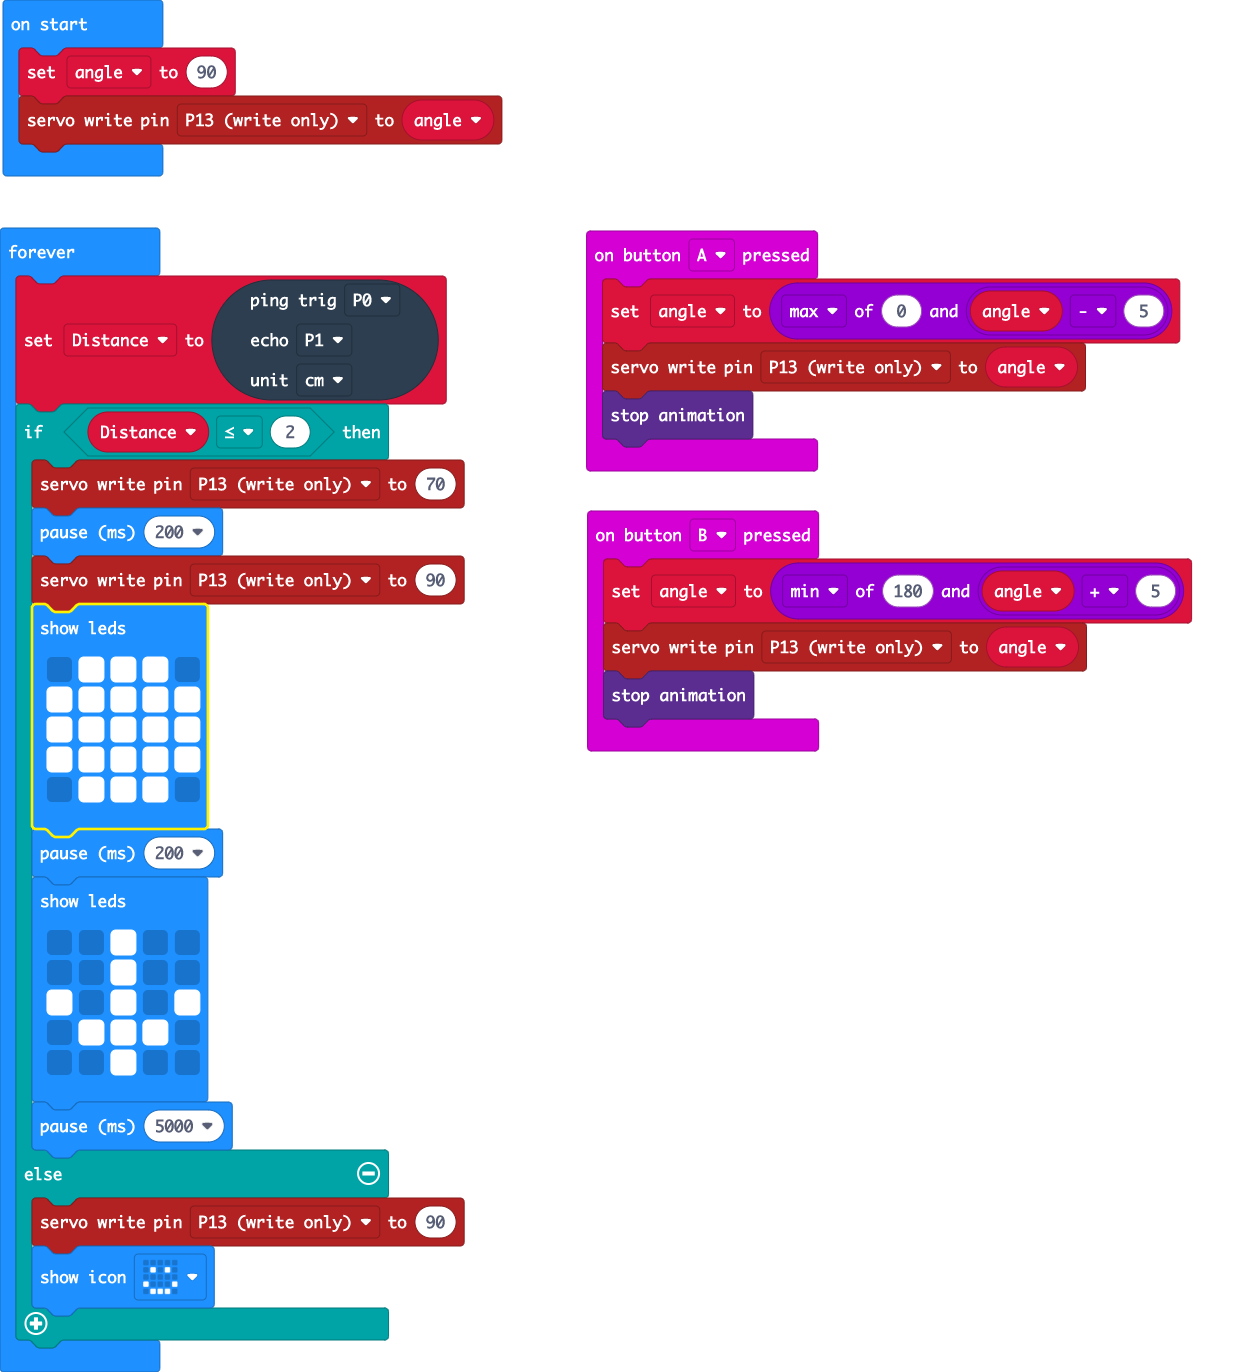 on start
set angle to 90
servo write pin P13 (write only) to angle
forever
set Distance to ping trig P0
echo P1
unit cm
if Distance ≤ 2 then
servo write pin P13 (write only) to 70
pause (ms) 200
servo write pin P13 (write only) to 90
show leds
pause (ms) 200
show leds
pause (ms) 5000
else
servo write pin P13 (write only) to 90
show icon
on button A pressed
set angle to max of 0 and angle - 5
servo write pin P13 (write only) to angle
stop animation
on button B pressed
set angle to min of 180 and angle + 5
servo write pin P13 (write only) to angle
stop animation